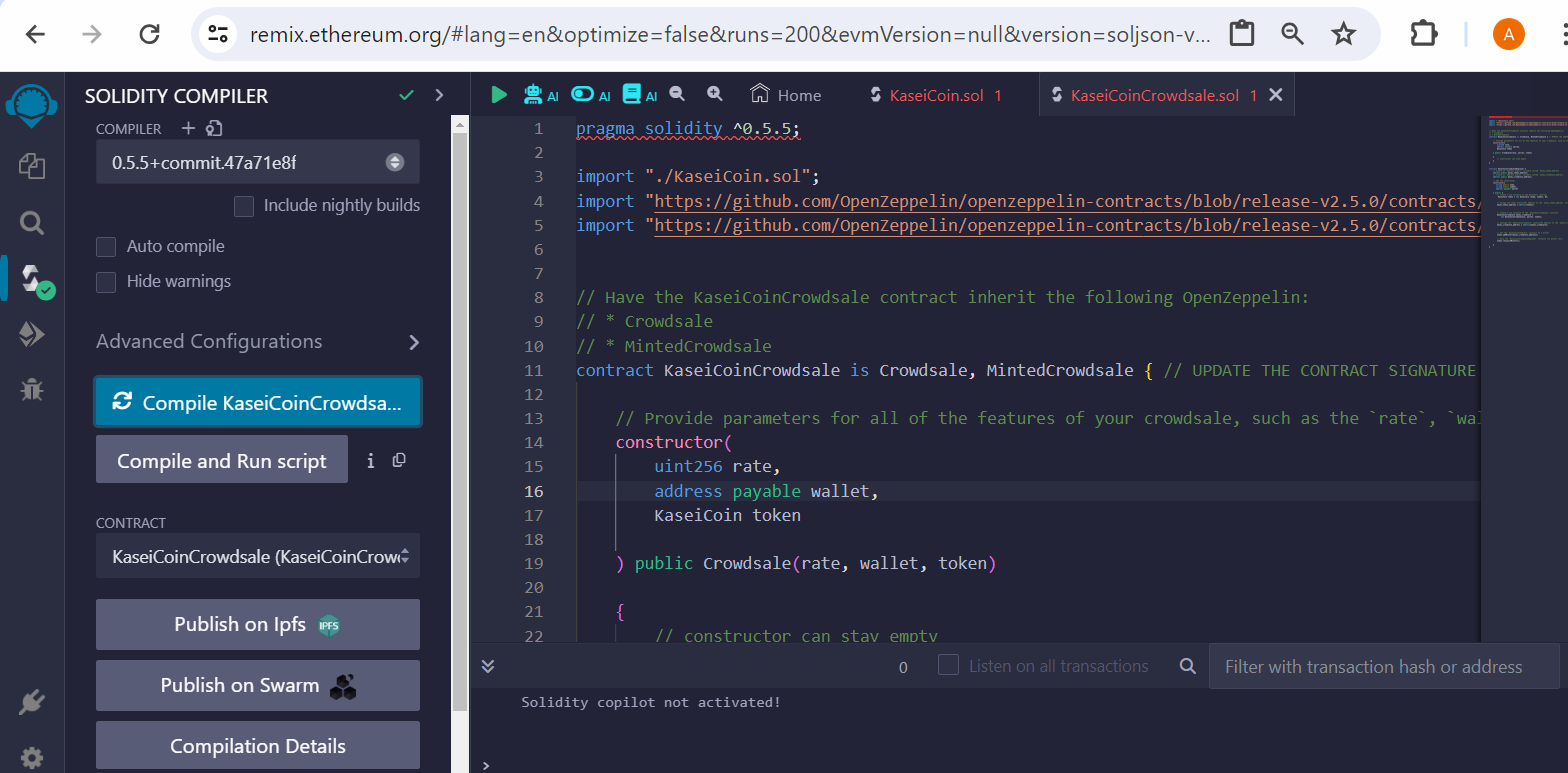 remix.ethereum.org/#lang=en&optimize=false&runs=200&evmVersion=null&version=soljson-v...
A
SOLIDITY COMPILER
COMPILER
0.5.5+commit.47a71e8f
Include nightly builds
Auto compile
Hide warnings
Advanced Configurations
Compile KaseiCoinCrowdsa...
Compile and Run script
i
CONTRACT
KaseiCoinCrowdsale (KaseiCoinCrow
Publish on Ipfs
IPFS
Publish on Swarm
Compilation Details
AI
AI
AI
Home
KaseiCoin.sol 1
KaseiCoinCrowdsale.sol 1
1 pragma solidity ^0.5.5;
2
3 import "./KaseiCoin.sol";
4 import "https://github.com/OpenZeppelin/openzeppelin-contracts/blob/release-v2.5.0/contracts/
5 import "https://github.com/OpenZeppelin/openzeppelin-contracts/blob/release-v2.5.0/contracts/
6
7
8 // Have the KaseiCoinCrowdsale contract inherit the following OpenZeppelin:
9 // * Crowdsale
10 // * MintedCrowdsale
11 contract KaseiCoinCrowdsale is Crowdsale, MintedCrowdsale { // UPDATE THE CONTRACT SIGNATURE
12
13 // Provide parameters for all of the features of your crowdsale, such as the `rate`, `wal
14 constructor(
15 uint256 rate,
16 address payable wallet,
17 KaseiCoin token
18
19 ) public Crowdsale(rate, wallet, token)
20
21 {
22 // constructor can stay empty
0
Listen on all transactions
Filter with transaction hash or address
Solidity copilot not activated!
>